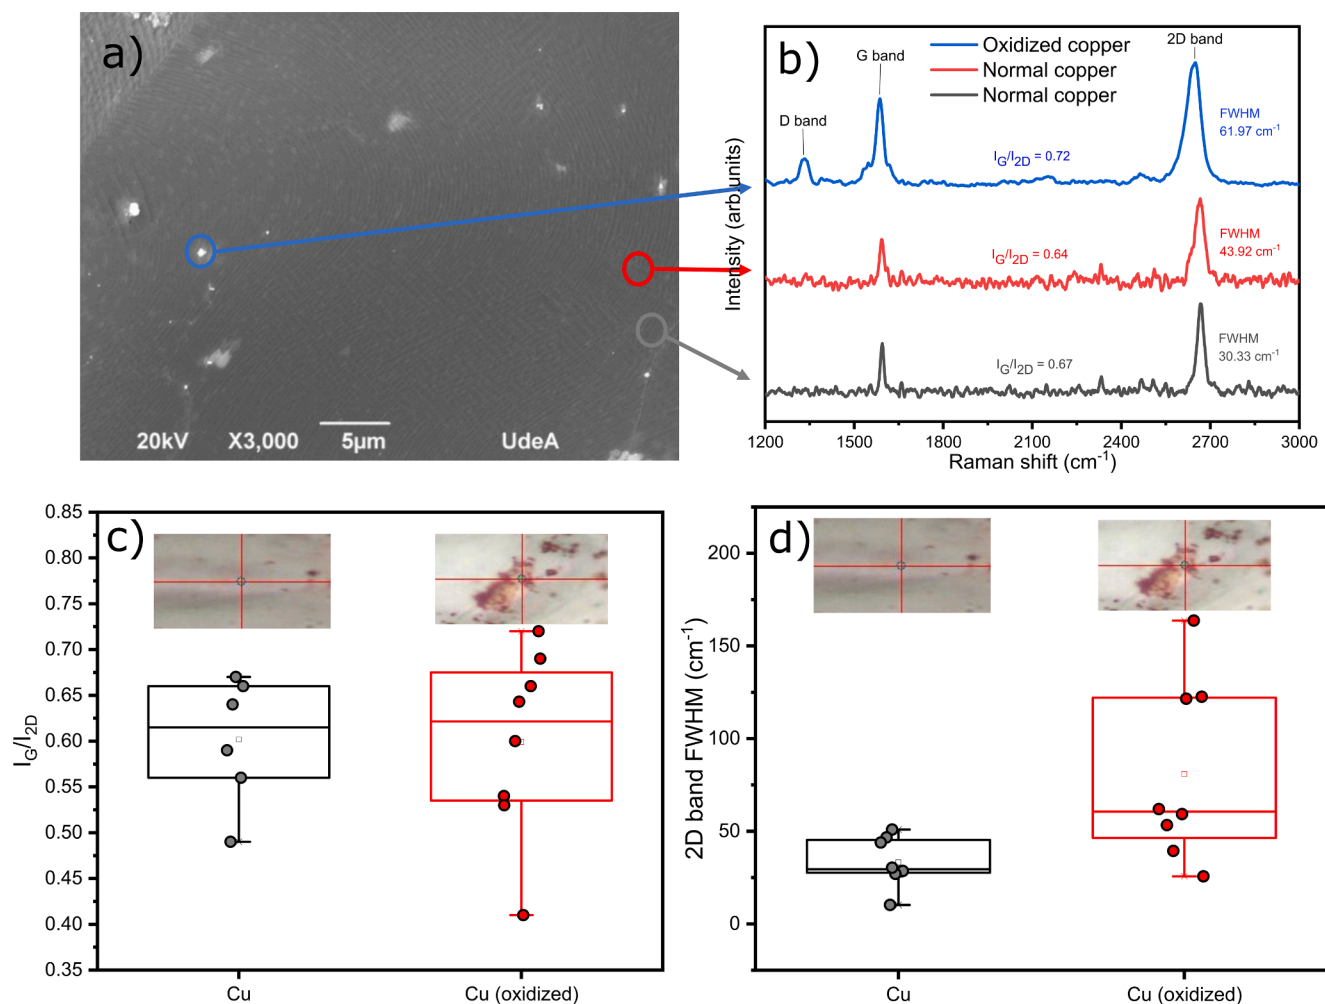 a)
20kV X3,000 5μm UdeA
b)
Oxidized copper
Normal copper
Normal copper
D band
G band
2D band
FWHM
61.97 cm-1
IG/I2D = 0.72
FWHM
43.92 cm-1
IG/I2D = 0.64
FWHM
30.33 cm-1
IG/I2D = 0.67
Intensity (arb.units)
1200 1500 1800 2100 2400 2700 3000
Raman shift (cm-1)
c)
IG/I2D
0.85
0.80
0.75
0.70
0.65
0.60
0.55
0.50
0.45
0.40
0.35
Cu Cu (oxidized)
d)
2D band FWHM (cm-1)
200
150
100
50
0
Cu Cu (oxidized)